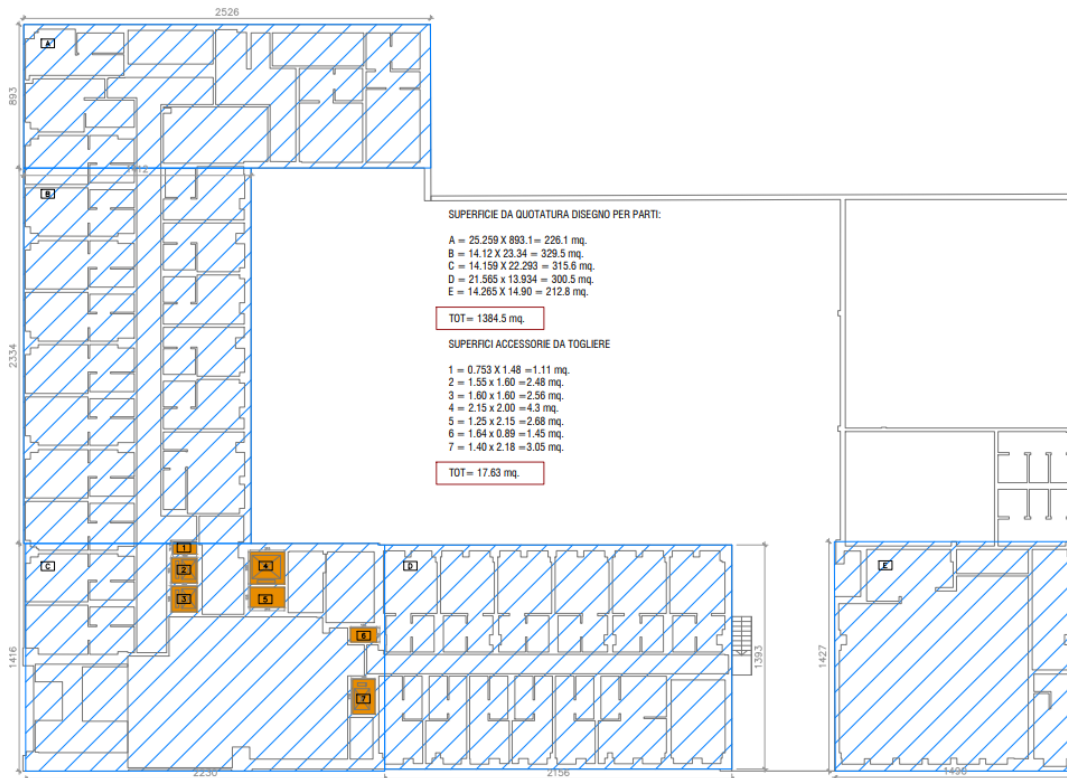 2526
A
893
1412
B
SUPERFICIE DA QUOTATURA DISEGNO PER PARTI:
A = 25.259 X 893.1= 226.1 mq.
B = 14.12 X 23.34 = 329.5 mq.
C = 14.159 X 22.293 = 315.6 mq.
D = 21.565 x 13.934 = 300.5 mq.
E = 14.265 X 14.90 = 212.8 mq.
TOT= 1384.5 mq.
SUPERFICI ACCESSORIE DA TOGLIERE
1 = 0.753 X 1.48 =1.11 mq.
2 = 1.55 x 1.60 =2.48 mq.
3 = 1.60 x 1.60 =2.56 mq.
4 = 2.15 x 2.00 =4.3 mq.
5 = 1.25 x 2.15 =2.68 mq.
6 = 1.64 x 0.89 =1.45 mq.
7 = 1.40 x 2.18 =3.05 mq.
TOT= 17.63 mq.
2334
1
2
3
4
5
6
7
C
D
E
1416
1393
1427
2230
2156
1490